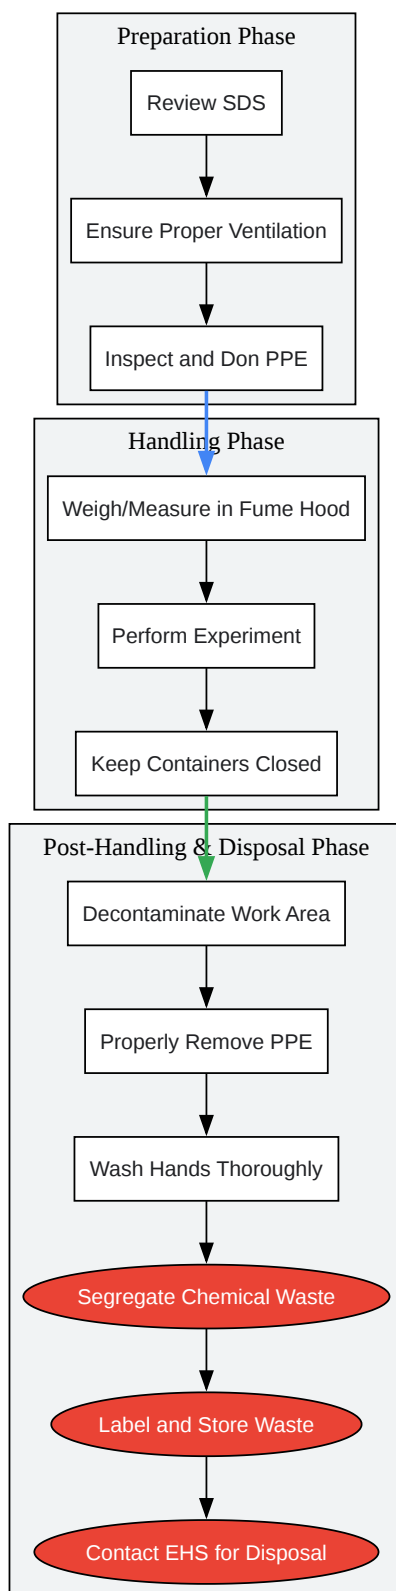 Preparation Phase
Review SDS
Ensure Proper Ventilation
Inspect and Don PPE
Handling Phase
Weigh/Measure in Fume Hood
Perform Experiment
Keep Containers Closed
Post-Handling & Disposal Phase
Decontaminate Work Area
Properly Remove PPE
Wash Hands Thoroughly
Segregate Chemical Waste
Label and Store Waste
Contact EHS for Disposal